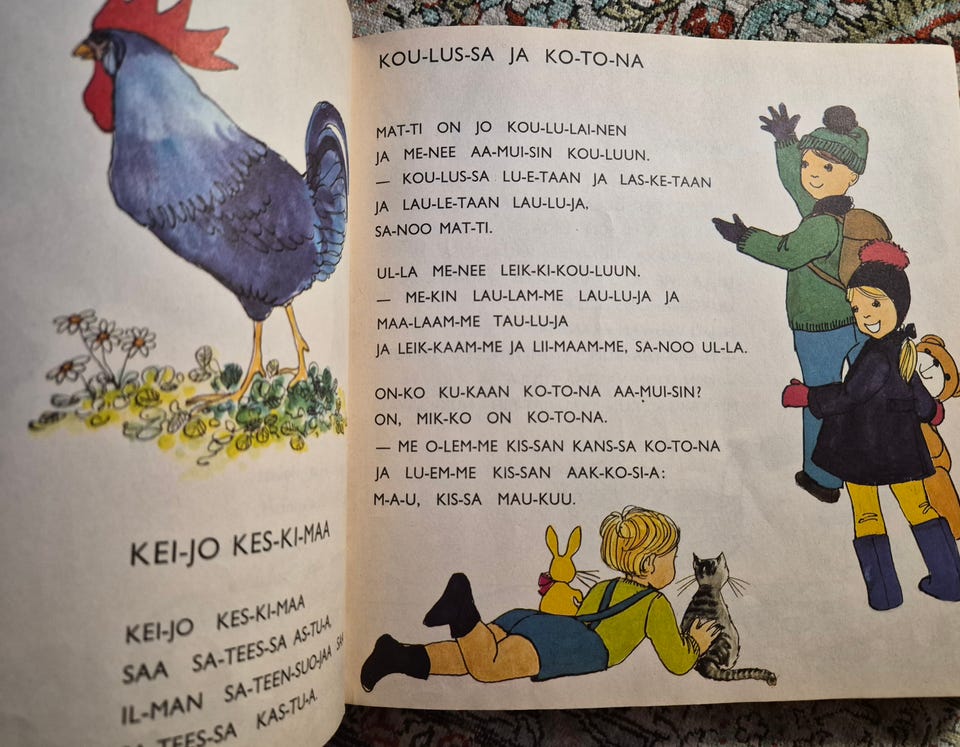 KEI-JO KES-KI-MAA
KEI-JO KES-KI-MAA
SAA SA-TEES-SA AS-TU-A.
IL-MAN SA-TEEN-SUO-JAA SAA
SA-TEES-SA KAS-TU-A.
KOU-LUS-SA JA KO-TO-NA
MAT-TI ON JO KOU-LU-LAI-NEN
JA ME-NEE AA-MUI-SIN KOU-LUUN.
— KOU-LUS-SA LU-E-TAAN JA LAS-KE-TAAN
JA LAU-LE-TAAN LAU-LU-JA,
SA-NOO MAT-TI.
UL-LA ME-NEE LEIK-KI-KOU-LUUN.
— ME-KIN LAU-LAM-ME LAU-LU-JA JA
MAA-LAAM-ME TAU-LU-JA
JA LEIK-KAAM-ME JA LII-MAAM-ME, SA-NOO UL-LA.
ON-KO KU-KAAN KO-TO-NA AA-MUI-SIN?
ON, MIK-KO ON KO-TO-NA.
— ME O-LEM-ME KIS-SAN KANS-SA KO-TO-NA
JA LU-EM-ME KIS-SAN AAK-KO-SI-A:
M-A-U, KIS-SA MAU-KUU.